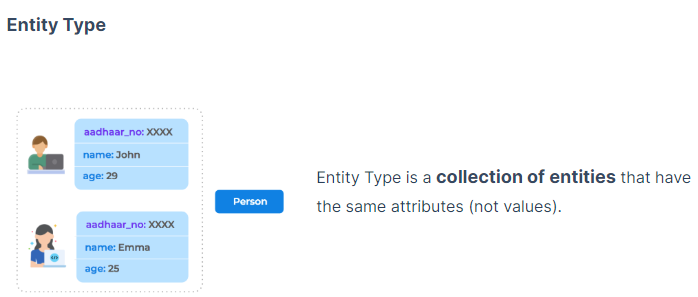 Entity Type
aadhaar_no: XXXX
name: John
age: 29
Person
aadhaar_no: XXXX
name: Emma
age: 25
Entity Type is a collection of entities that have
the same attributes (not values).